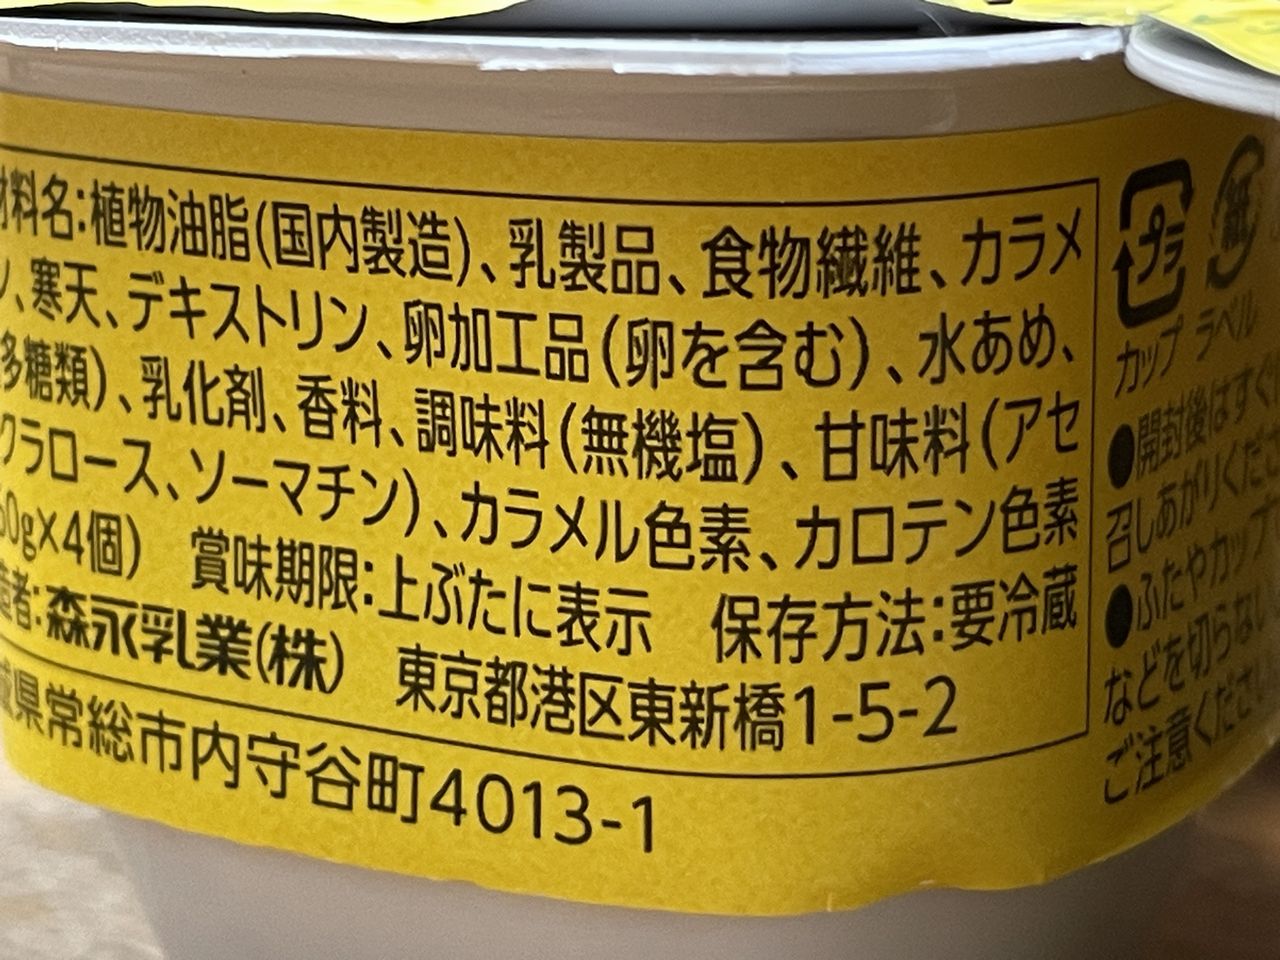 材料名:植物油脂(国内製造)、乳製品、食物繊維、カラメ
ン、寒天、デキストリン、卵加工品(卵を含む)、水あめ、
多糖類)、乳化剤、香料、調味料(無機塩)、甘味料(アセ
クラロース、ソーマチン)、カラメル色素、カロテン色素
60g×4個) 賞味期限:上ぶたに表示 保存方法:要冷蔵
造者:森永乳業(株) 東京都港区東新橋1-5-2
城県常総市内守谷町4013-1
プラ
紙
カップ ラベル
●開封後はすぐ
召しあがりくださ
●ふたやカップ
などを切らない
ご注意ください